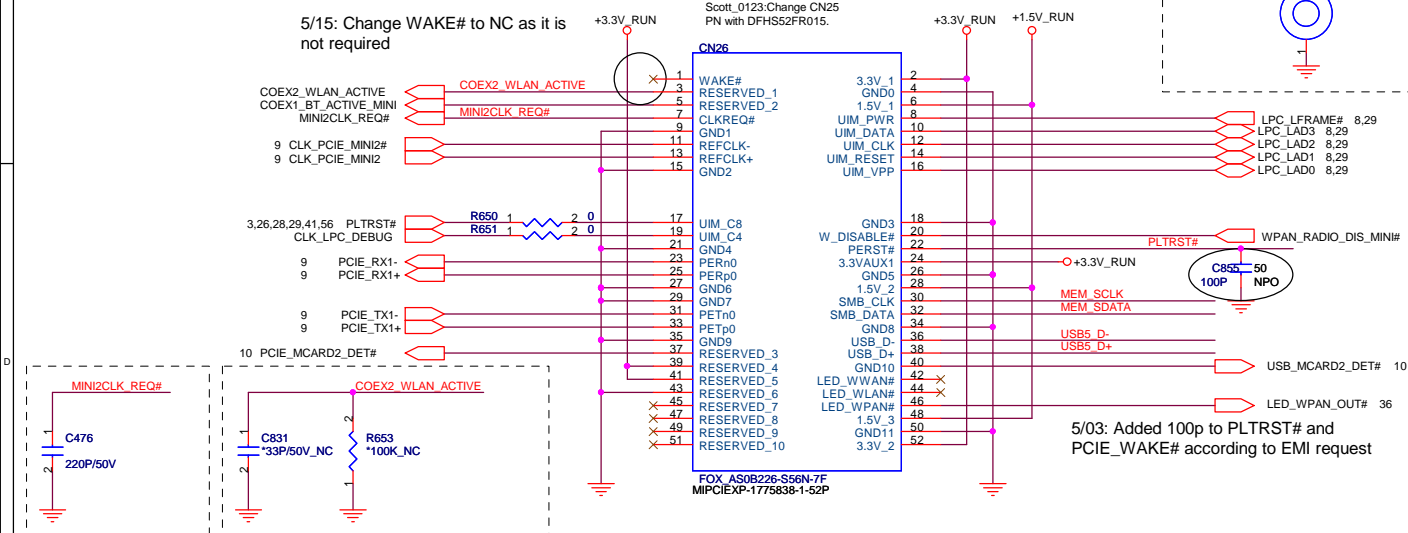 5/15: Change WAKE# to NC as it is
not required
Scott_0123:Change CN25
PN with DFHS52FR015.
+3.3V_RUN
+3.3V_RUN
+1.5V_RUN
1
CN26
COEX2_WLAN_ACTIVE
COEX1_BT_ACTIVE_MINI
MINI2CLK_REQ#
COEX2_WLAN_ACTIVE
MINI2CLK_REQ#
9 CLK_PCIE_MINI2#
9 CLK_PCIE_MINI2
3,26,28,29,41,56 PLTRST#
CLK_LPC_DEBUG
R650 1 2 0
R651 1 2 0
9 PCIE_RX1-
9 PCIE_RX1+
9 PCIE_TX1-
9 PCIE_TX1+
10 PCIE_MCARD2_DET#
1 WAKE#
3 RESERVED_1
5 RESERVED_2
7 CLKREQ#
9 GND1
11 REFCLK-
13 REFCLK+
15 GND2
17 UIM_C8
19 UIM_C4
21 GND4
23 PERn0
25 PERp0
27 GND6
29 GND7
31 PETn0
33 PETp0
35 GND9
37 RESERVED_3
39 RESERVED_4
41 RESERVED_5
43 RESERVED_6
45 RESERVED_7
47 RESERVED_8
49 RESERVED_9
51 RESERVED_10
3.3V_1 2
GND0 4
1.5V_1 6
UIM_PWR 8
UIM_DATA 10
UIM_CLK 12
UIM_RESET 14
UIM_VPP 16
GND3 18
W_DISABLE# 20
PERST# 22
3.3VAUX1 24
GND5 26
1.5V_2 28
SMB_CLK 30
SMB_DATA 32
GND8 34
USB_D- 36
USB_D+ 38
GND10 40
LED_WWAN# 42
LED_WLAN# 44
LED_WPAN# 46
1.5V_3 48
GND11 50
3.3V_2 52
FOX_AS0B226-S56N-7F
MIPCIEXP-1775838-1-52P
LPC_LFRAME# 8,29
LPC_LAD3 8,29
LPC_LAD2 8,29
LPC_LAD1 8,29
LPC_LAD0 8,29
WPAN_RADIO_DIS_MINI#
PLTRST#
+3.3V_RUN
C855 50
100P NPO
MEM_SCLK
MEM_SDATA
USB5_D-
USB5_D+
USB_MCARD2_DET# 10
LED_WPAN_OUT# 36
5/03: Added 100p to PLTRST# and
PCIE_WAKE# according to EMI request
D
MINI2CLK_REQ#
1
C476
220P/50V
2
COEX2_WLAN_ACTIVE
1
C831
*33P/50V_NC
2
2
R653
*100K_NC
1